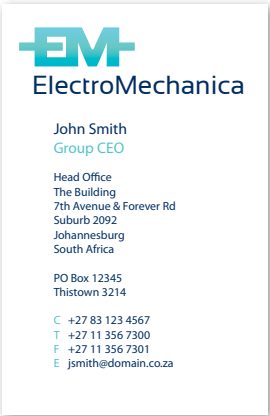 EM
ElectroMechanica
John Smith
Group CEO
Head Office
The Building
7th Avenue & Forever Rd
Suburb 2092
Johannesburg
South Africa
PO Box 12345
Thistown 3214
C +27 83 123 4567
T +27 11 356 7300
F +27 11 356 7301
E jsmith@domain.co.za